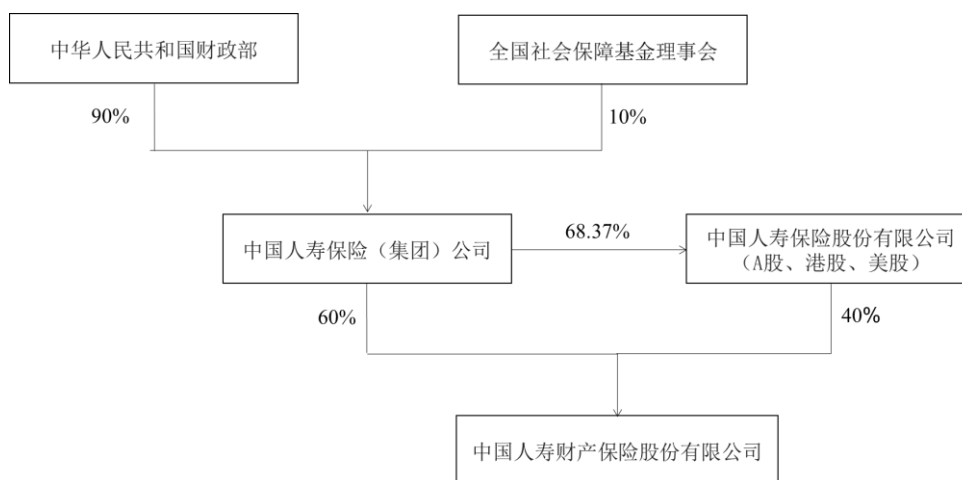 中华人民共和国财政部
全国社会保障基金理事会
90%
10%
中国人寿保险（集团）公司
68.37%
中国人寿保险股份有限公司
（A股、港股、美股）
60%
40%
中国人寿财产保险股份有限公司